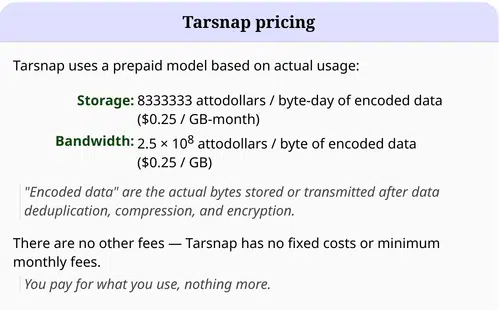 Tarsnap pricing
Tarsnap uses a prepaid model based on actual usage:
Storage: 8333333 attodollars / byte-day of encoded data
($0.25 / GB-month)
Bandwidth: 2.5 × 10⁸ attodollars / byte of encoded data
($0.25 / GB)
"Encoded data" are the actual bytes stored or transmitted after data
deduplication, compression, and encryption.
There are no other fees — Tarsnap has no fixed costs or minimum
monthly fees.
You pay for what you use, nothing more.